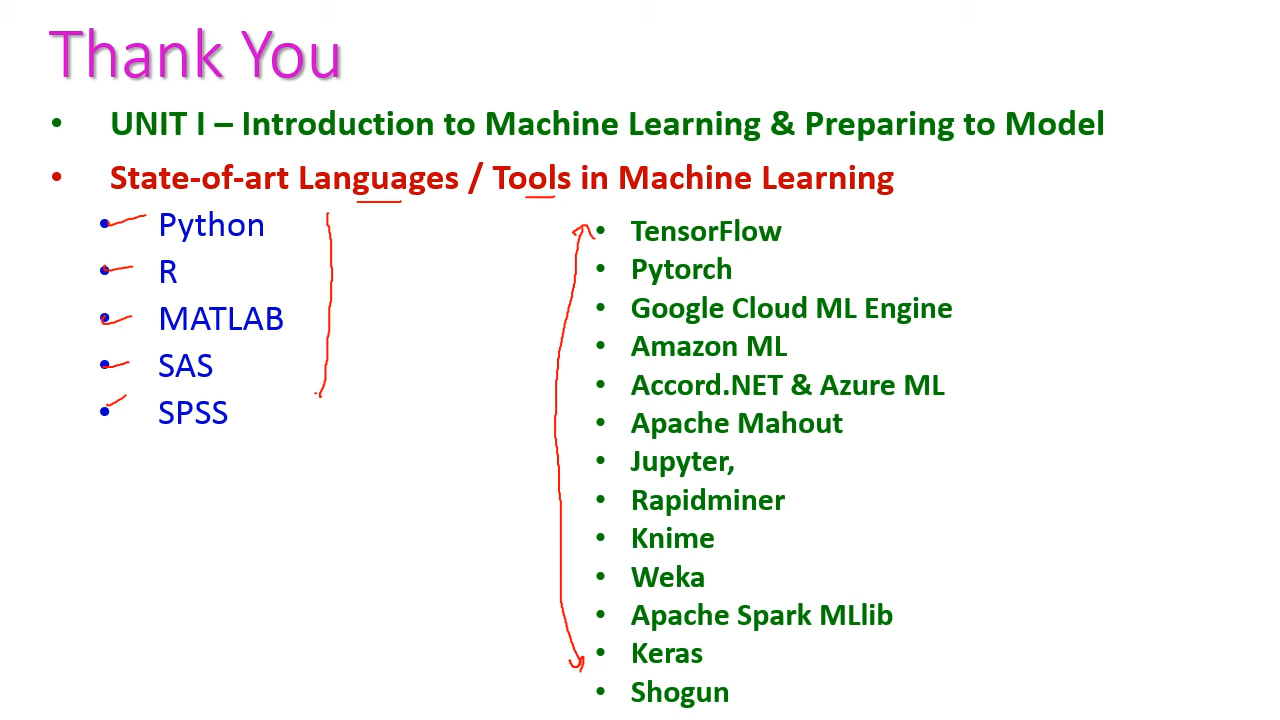 Thank You
• UNIT I – Introduction to Machine Learning & Preparing to Model
• State-of-art Languages / Tools in Machine Learning
• Python
• R
• MATLAB
• SAS
• SPSS
• TensorFlow
• Pytorch
• Google Cloud ML Engine
• Amazon ML
• Accord.NET & Azure ML
• Apache Mahout
• Jupyter,
• Rapidminer
• Knime
• Weka
• Apache Spark MLlib
• Keras
• Shogun